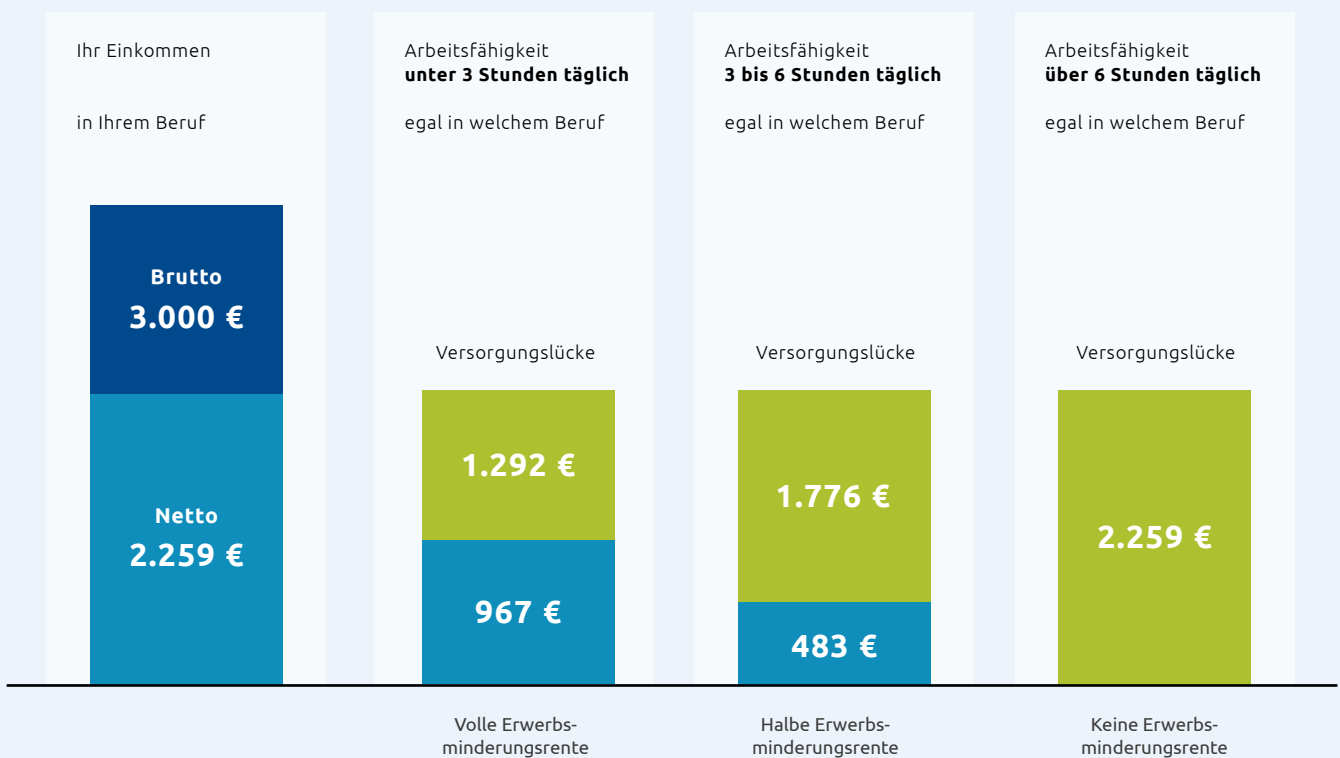 Ihr Einkommen
in Ihrem Beruf
Brutto
3.000 €
Netto
2.259 €
Arbeitsfähigkeit
unter 3 Stunden täglich
egal in welchem Beruf
Versorgungslücke
1.292 €
967 €
Volle Erwerbs-
minderungsrente
Arbeitsfähigkeit
3 bis 6 Stunden täglich
egal in welchem Beruf
Versorgungslücke
1.776 €
483 €
Halbe Erwerbs-
minderungsrente
Arbeitsfähigkeit
über 6 Stunden täglich
egal in welchem Beruf
Versorgungslücke
2.259 €
Keine Erwerbs-
minderungsrente